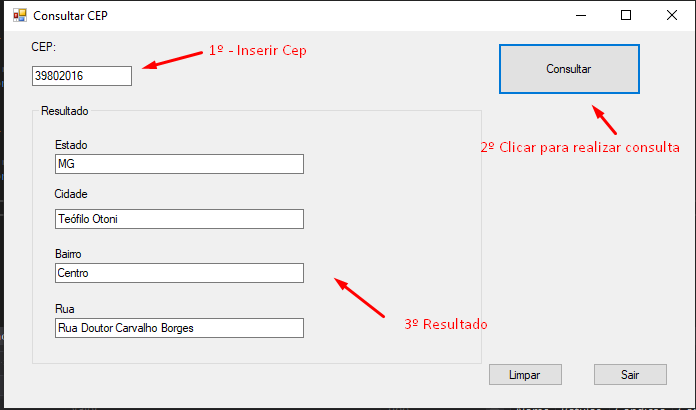 Consultar CEP
CEP:
1º - Inserir Cep
39802016
Consultar
Resultado
2º Clicar para realizar consulta
Estado
MG
Cidade
Teófilo Otoni
Bairro
Centro
Rua
3º Resultado
Rua Doutor Carvalho Borges
Limpar
Sair